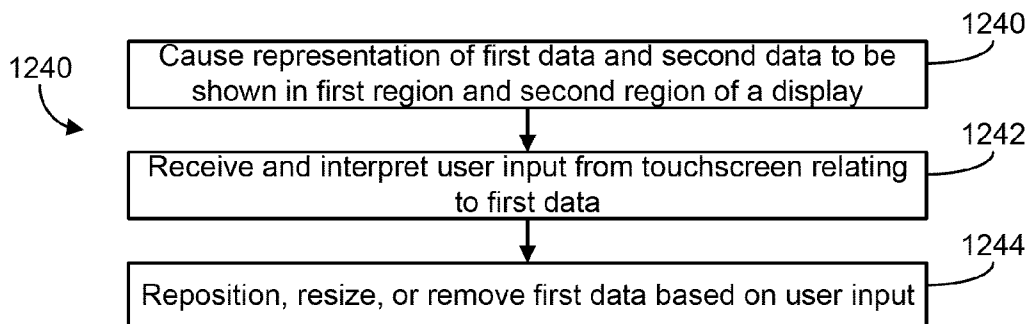 1240
1240
Cause representation of first data and second data to be
shown in first region and second region of a display
1242
Receive and interpret user input from touchscreen relating
to first data
1244
Reposition, resize, or remove first data based on user input